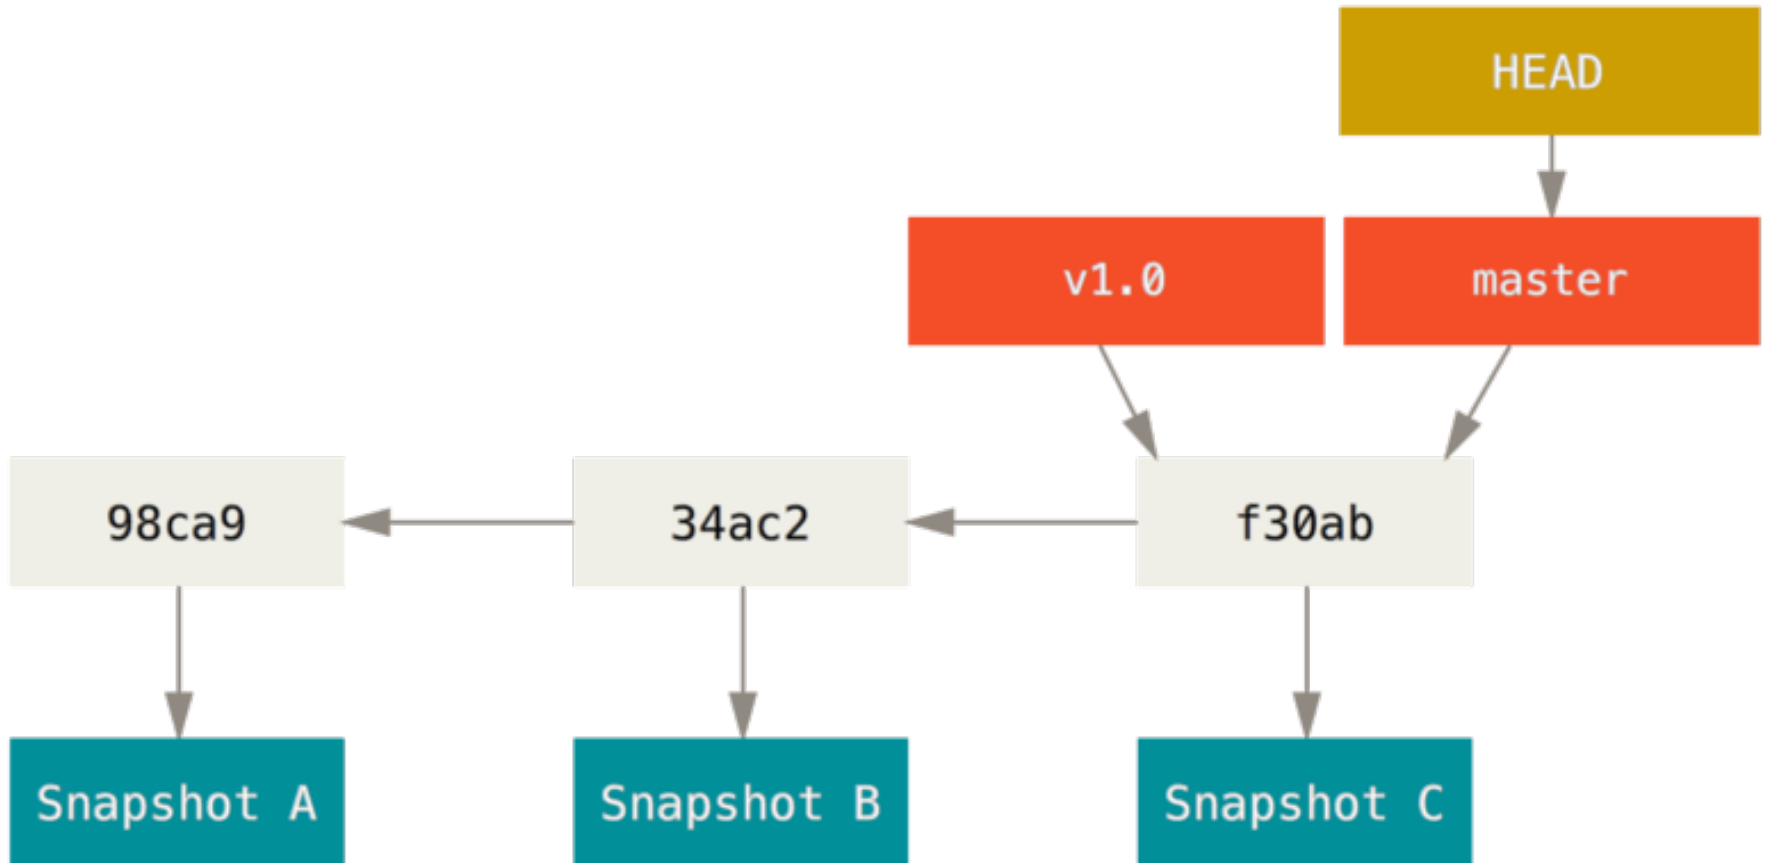 HEAD
v1.0
master
98ca9
34ac2
f30ab
Snapshot A
Snapshot B
Snapshot C